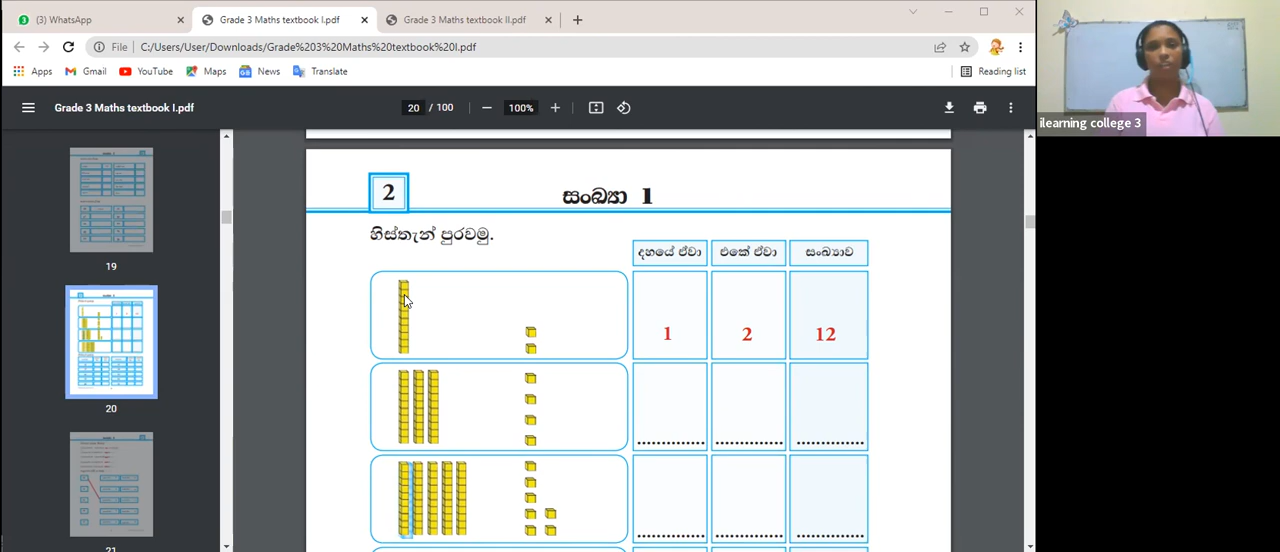 (3) WhatsApp
Grade 3 Maths textbook I.pdf
Grade 3 Maths textbook II.pdf
File C:/Users/User/Downloads/Grade%203%20Maths%20textbook%20I.pdf
Apps Gmail YouTube Maps News Translate Reading list
Grade 3 Maths textbook I.pdf 20 / 100 100%
ilearning college 3
19
20
21
2 සංඛ්‍යා 1
හිස්තැන් පුරවමු.
දහයේ ඒවා එකේ ඒවා සංඛ්‍යාව
1 2 12
.............. .............. ..............
.............. .............. ..............